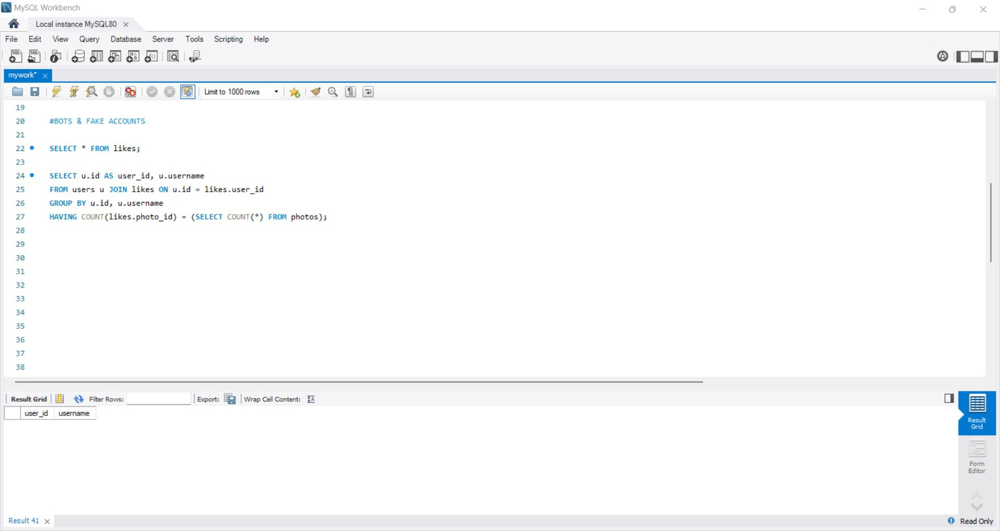 MySQL Workbench
Local instance MySQL80
File Edit View Query Database Server Tools Scripting Help
mywork*
Limit to 1000 rows
19
20 #BOTS & FAKE ACCOUNTS
21
22 SELECT * FROM likes;
23
24 SELECT u.id AS user_id, u.username
25 FROM users u JOIN likes ON u.id = likes.user_id
26 GROUP BY u.id, u.username
27 HAVING COUNT(likes.photo_id) = (SELECT COUNT(*) FROM photos);
28
29
30
31
32
33
34
35
36
37
38
Result Grid Filter Rows: Export: Wrap Cell Content:
user_id username
Result
Grid
Form
Editor
Result 41
Read Only